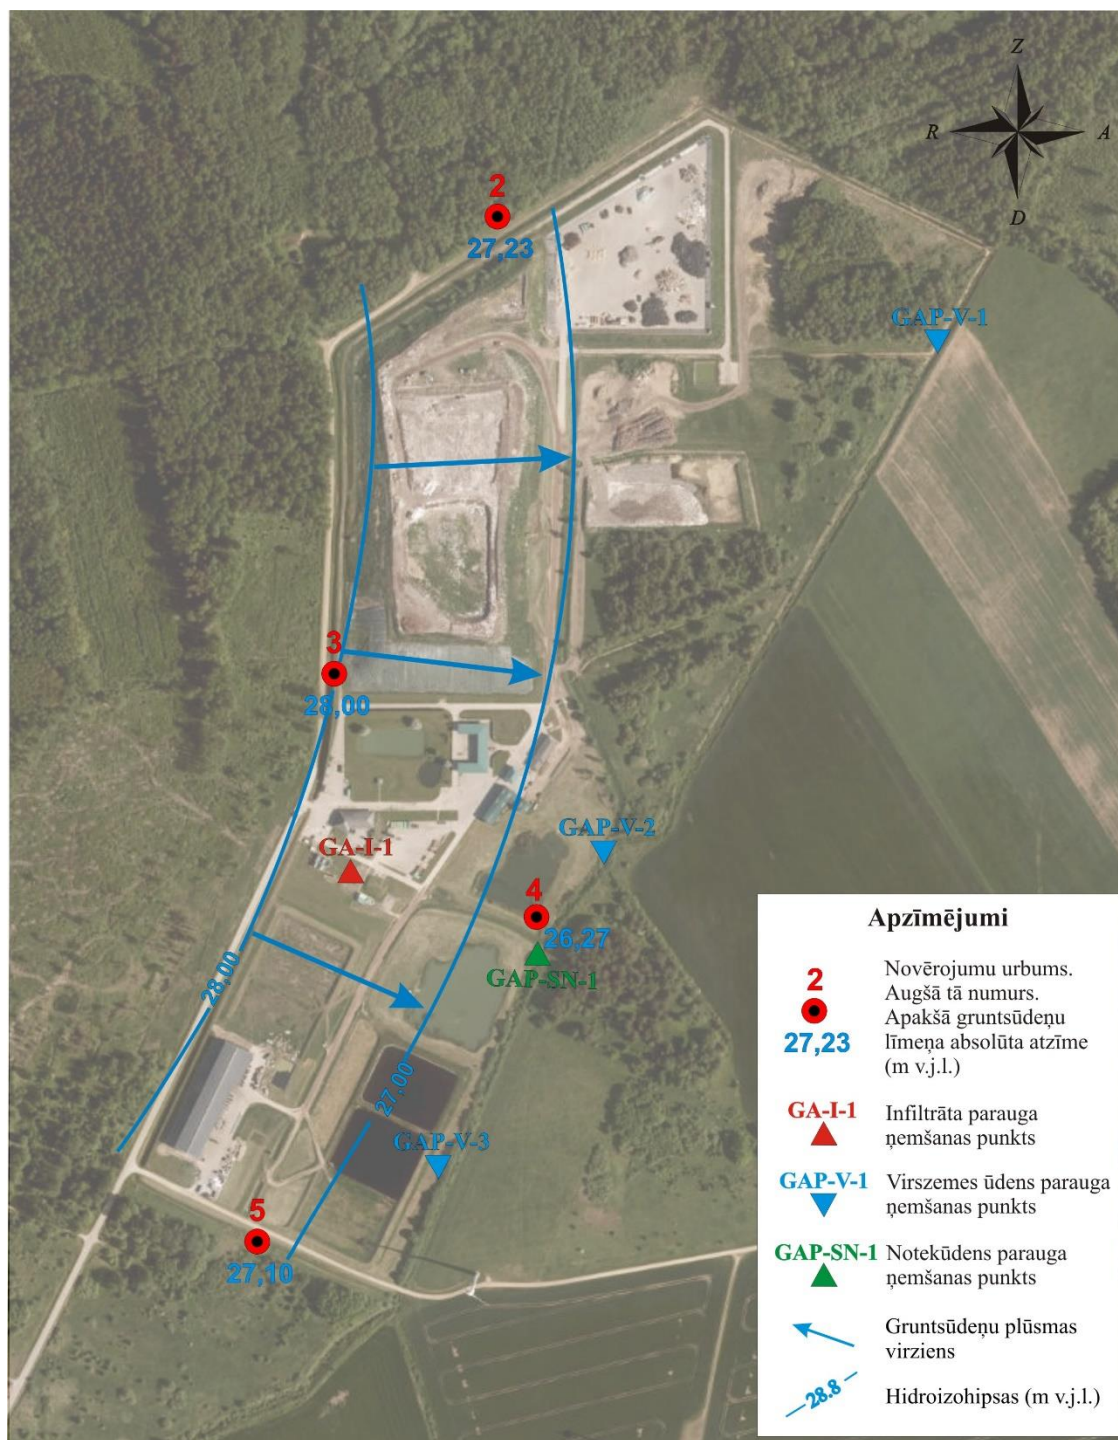 Z
R
A
D
2
27,23
GAP-V-1
3
28,00
GAP-V-2
GA-I-1
4
26,27
GAP-SN-1
28,00
27,00
GAP-V-3
5
27,10
Apzīmējumi
2
27,23
Novērojumu urbums.
Augšā tā numurs.
Apakšā gruntsūdeņu
līmeņa absolūta atzīme
(m v.j.l.)
GA-I-1
Infiltrāta parauga
ņemšanas punkts
GAP-V-1
Virszemes ūdens parauga
ņemšanas punkts
GAP-SN-1
Notekūdens parauga
ņemšanas punkts
Gruntsūdeņu plūsmas
virziens
28.8
Hidroizohipsas (m v.j.l.)